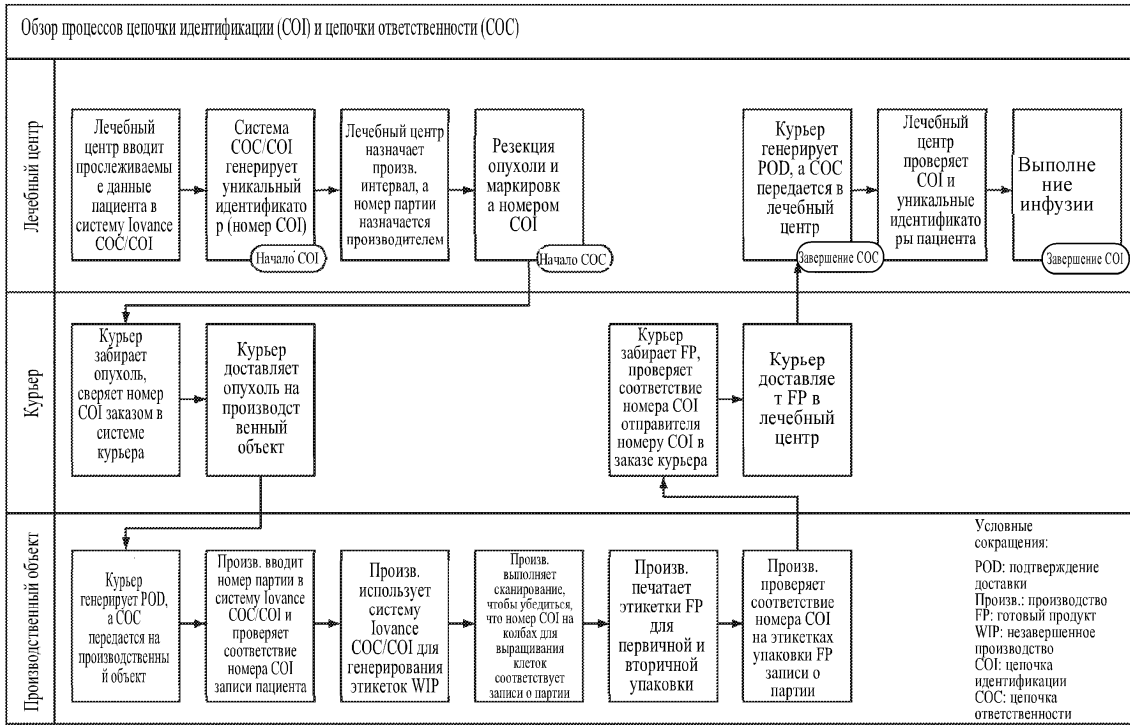 Обзор процессов цепочки идентификации (COI) и цепочки ответственности (COC)
Лечебный центр
Лечебный
центр вводит
прослеживаемы
е данные
пациента в
систему Iovance
COC/COI
Система
COC/COI
генерирует
уникальный
идентификато
р (номер COI)
Начало COI
Лечебный центр
назначает
произв.
интервал, а
номер партии
назначается
производителем
Резекция
опухоли и
маркировк
а номером
COI
Начало COC
Курьер
генерирует
POD, а COC
передается в
лечебный
центр
Завершение COC
Лечебный
центр
проверяет
COI и
уникальные
идентификато
ры пациента
Выполне
ние
инфузии
Завершение COI
Курьер
Курьер
забирает
опухоль,
сверяет номер
COI заказом в
системе
курьера
Курьер
доставляет
опухоль на
производст
венный
объект
Курьер
забирает FP,
проверяет
соответствие
номера COI
отправителя
номеру COI в
заказе курьера
Курьер
доставляе
т FP в
лечебный
центр
Производственный объект
Курьер
генерирует POD,
а COC
передается на
производственны
й объект
Произв. вводит
номер партии в
систему Iovance
COC/COI и
проверяет
соответствие
номера COI
записи пациента
Произв.
использует
систему
Iovance
COC/COI для
генерирования
этикеток WIP
Произв.
выполняет
сканирование,
чтобы убедиться,
что номер COI на
колбах для
выращивания
клеток
соответствует
записи о партии
Произв.
печатает
этикетки FP
для
первичной и
вторичной
упаковки
Произв.
проверяет
соответствие
номера COI
на этикетках
упаковки FP
записи о
партии
Условные
сокращения:
POD: подтверждение
доставки
Произв.: производство
FP: готовый продукт
WIP: незавершенное
производство
COI: цепочка
идентификации
COC: цепочка
ответственности